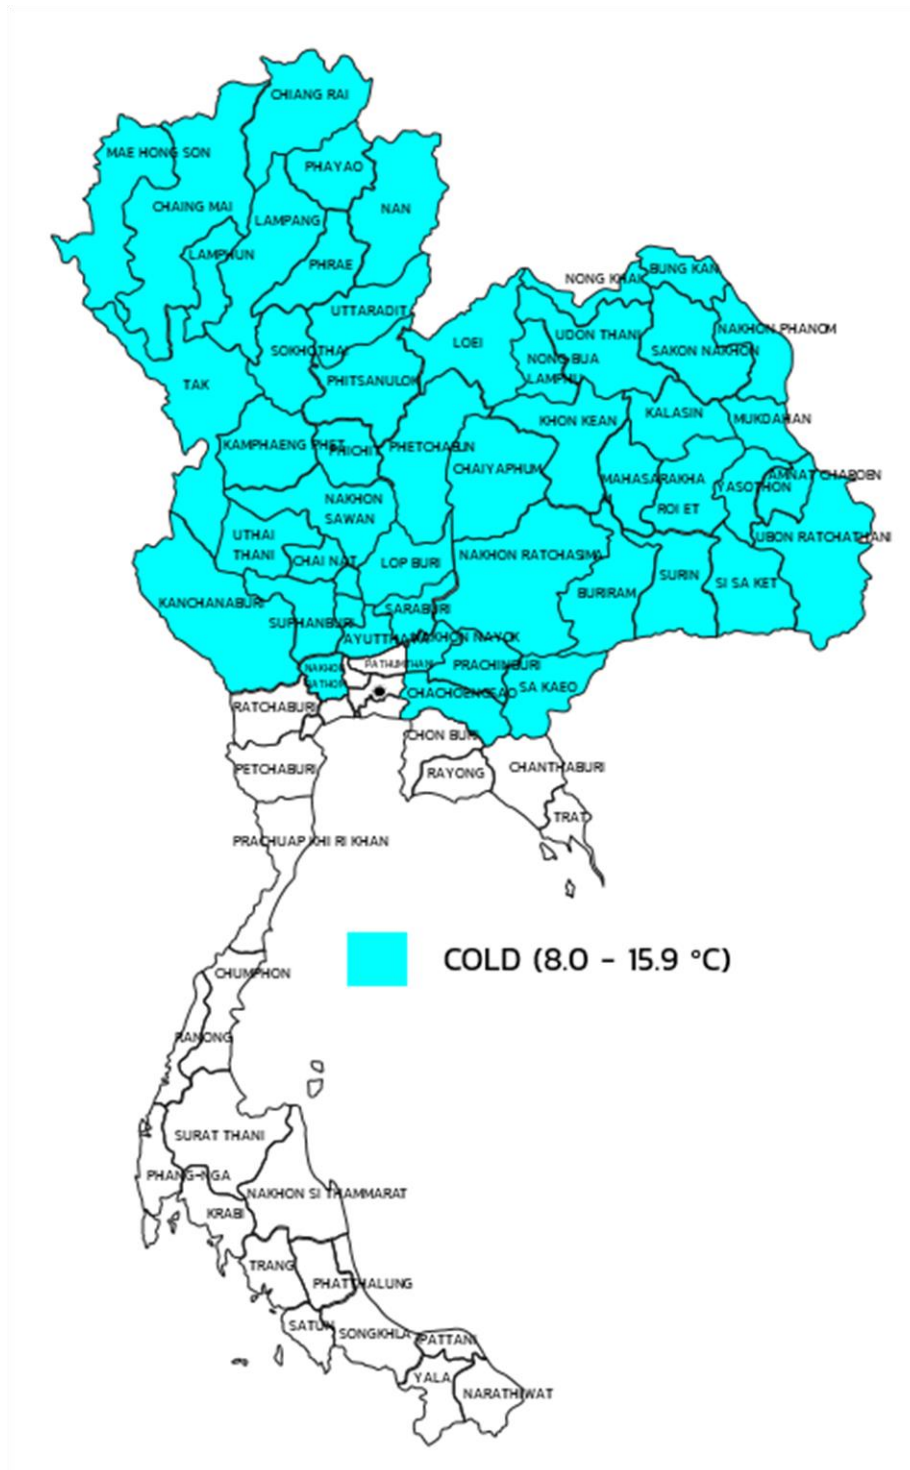 CHIANG RAI
MAE HONG SON
PHAYAO
CHAING MAI
NAN
LAMPANG
LAMPHUN
PHRAE
BUNG KAN
NONG KHAK
UTTARADIT
NAKHON PHANOM
UDON THANI
LOEI
SOKHOTHAI
SAKON NAKHON
NONG BUA
LAMPHU
TAK
PHITSANULOK
KALASIN
MUKDAHAN
KHON KEAN
KAMPHAENG PHET
PHICHIT
PHETCHABUN
CHAIYAPHUM
MAHASARAKHA
M
AMNAT CHAROEN
YASOTHON
NAKHON
SAWAN
ROI ET
UTHAI
THANI
UBON RATCHATHANI
CHAI NAT
LOP BURI
NAKHON RATCHASIMA
SURIN
SI SA KET
BURIRAM
KANCHANABURI
SARABURI
SUPHANBURI
AYUTTHAYA
NAKHON NAYOK
PATHUMTHANI
PRACHINBURI
NAKHON
PATHOM
SA KAEO
CHACHOENGSAO
RATCHABURI
CHON BURI
PETCHABURI
RAYONG
CHANTHABURI
TRAT
PRACHUAP KHI RI KHAN
COLD (8.0 - 15.9 °C)
CHUMPHON
RANONG
SURAT THANI
PHANG-NGA
NAKHON SI THAMMARAT
KRABI
TRANG
PHATTHALUNG
SATUN
SONGKHLA
PATTANI
YALA
NARATHIWAT